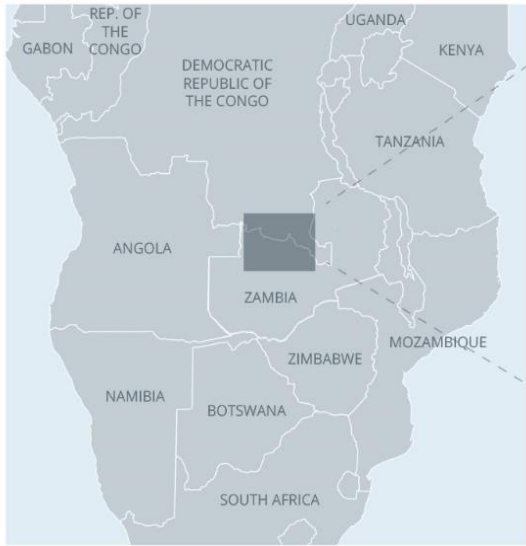 REP. OF
THE
CONGO
GABON
UGANDA
KENYA
DEMOCRATIC
REPUBLIC OF
THE CONGO
TANZANIA
ANGOLA
ZAMBIA
MOZAMBIQUE
ZIMBABWE
NAMIBIA
BOTSWANA
SOUTH AFRICA